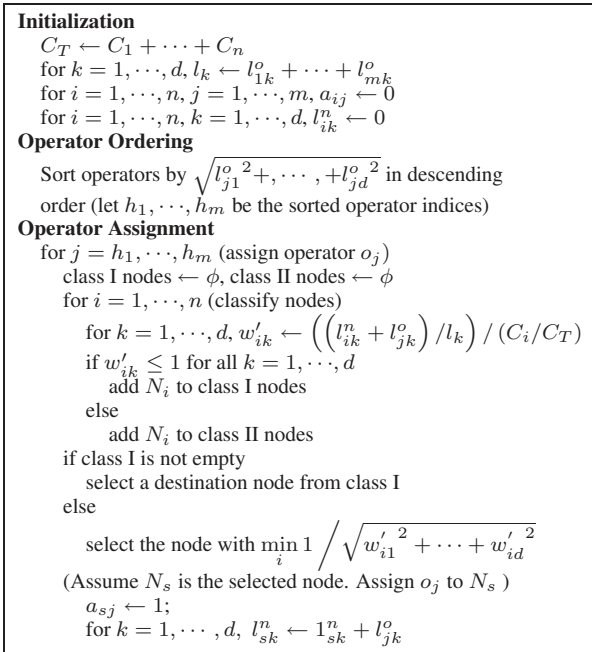 Initialization
C_T ← C_1 + ··· + C_n
for k = 1, ···, d, l_k ← l^o_{1k} + ··· + l^o_{mk}
for i = 1, ···, n, j = 1, ···, m, a_{ij} ← 0
for i = 1, ···, n, k = 1, ···, d, l^n_{ik} ← 0
Operator Ordering
Sort operators by √(l^o_{j1}² +, ···, +l^o_{jd}²) in descending
order (let h_1, ···, h_m be the sorted operator indices)
Operator Assignment
for j = h_1, ···, h_m (assign operator o_j)
class I nodes ← ϕ, class II nodes ← ϕ
for i = 1, ···, n (classify nodes)
for k = 1, ···, d, w'_{ik} ← ((l^n_{ik} + l^o_{jk}) /l_k) / (C_i/C_T)
if w'_{ik} ≤ 1 for all k = 1, ···, d
add N_i to class I nodes
else
add N_i to class II nodes
if class I is not empty
select a destination node from class I
else
select the node with min_i 1 / √(w'_{i1}² + ··· + w'_{id}²)
(Assume N_s is the selected node. Assign o_j to N_s )
a_{sj} ← 1;
for k = 1, ··· , d, l^n_{sk} ← 1^n_{sk} + l^o_{jk}